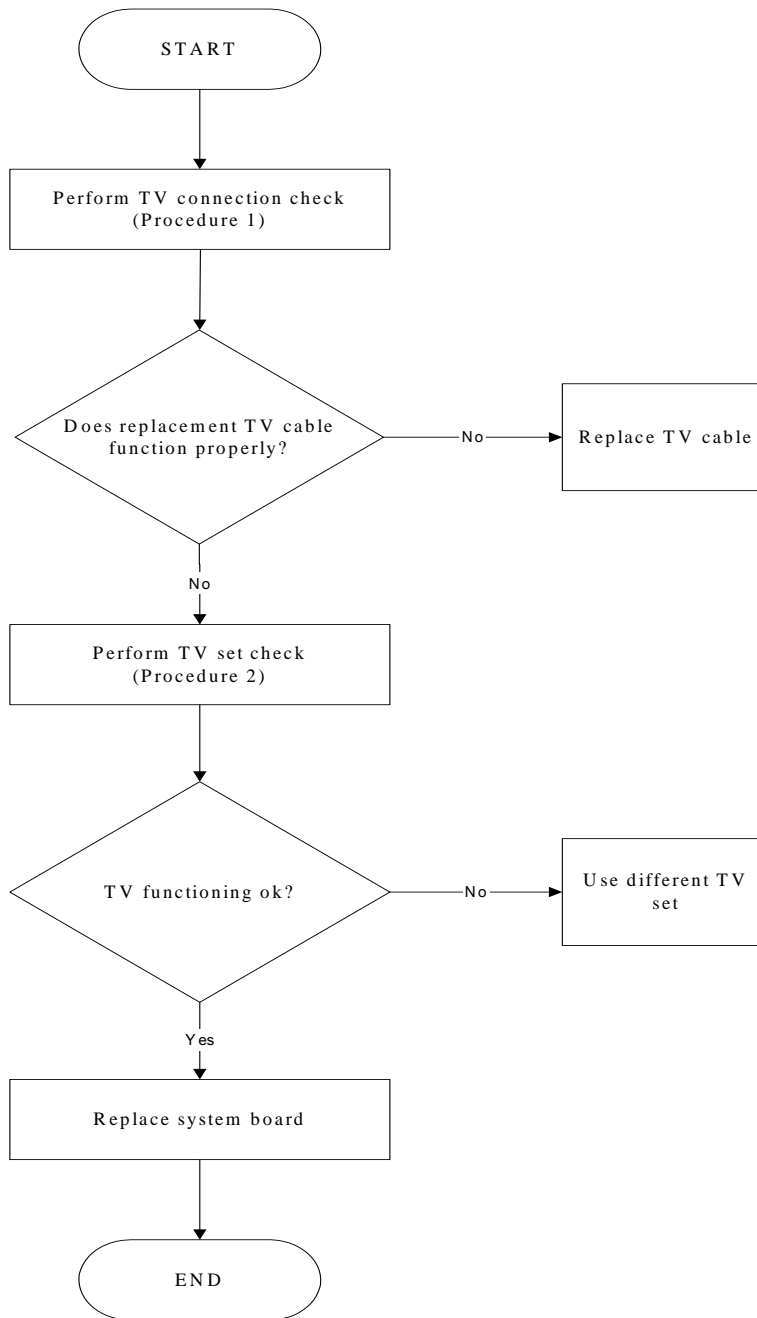 START
Perform TV connection check
(Procedure 1)
Does replacement TV cable
function properly?
No
Replace TV cable
No
Perform TV set check
(Procedure 2)
TV functioning ok?
No
Use different TV
set
Yes
Replace system board
END